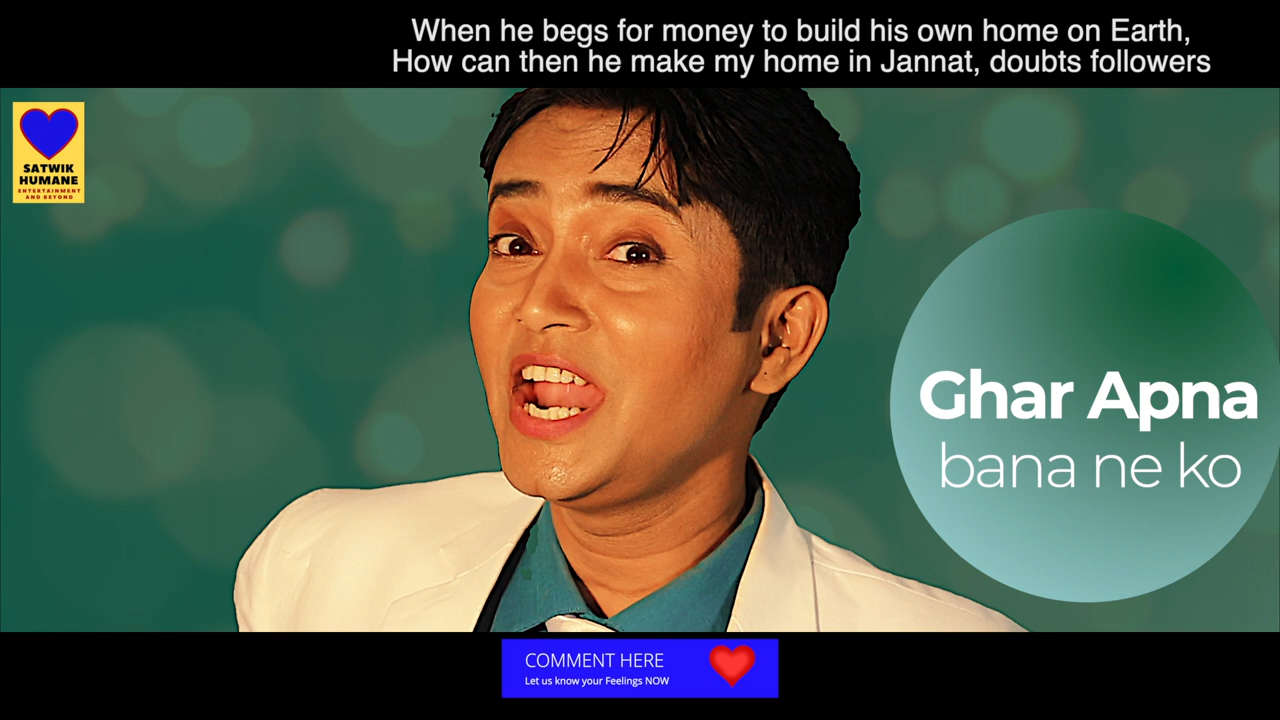 When he begs for money to build his own home on Earth,
How can then he make my home in Jannat, doubts followers
SATWIK
HUMANE
ENTERTAINMENT
AND BEYOND
Ghar Apna
bana ne ko
COMMENT HERE
Let us know your Feelings NOW